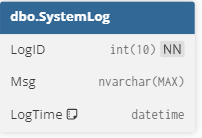 dbo.SystemLog
LogID int(10) NN
Msg nvarchar(MAX)
LogTime datetime